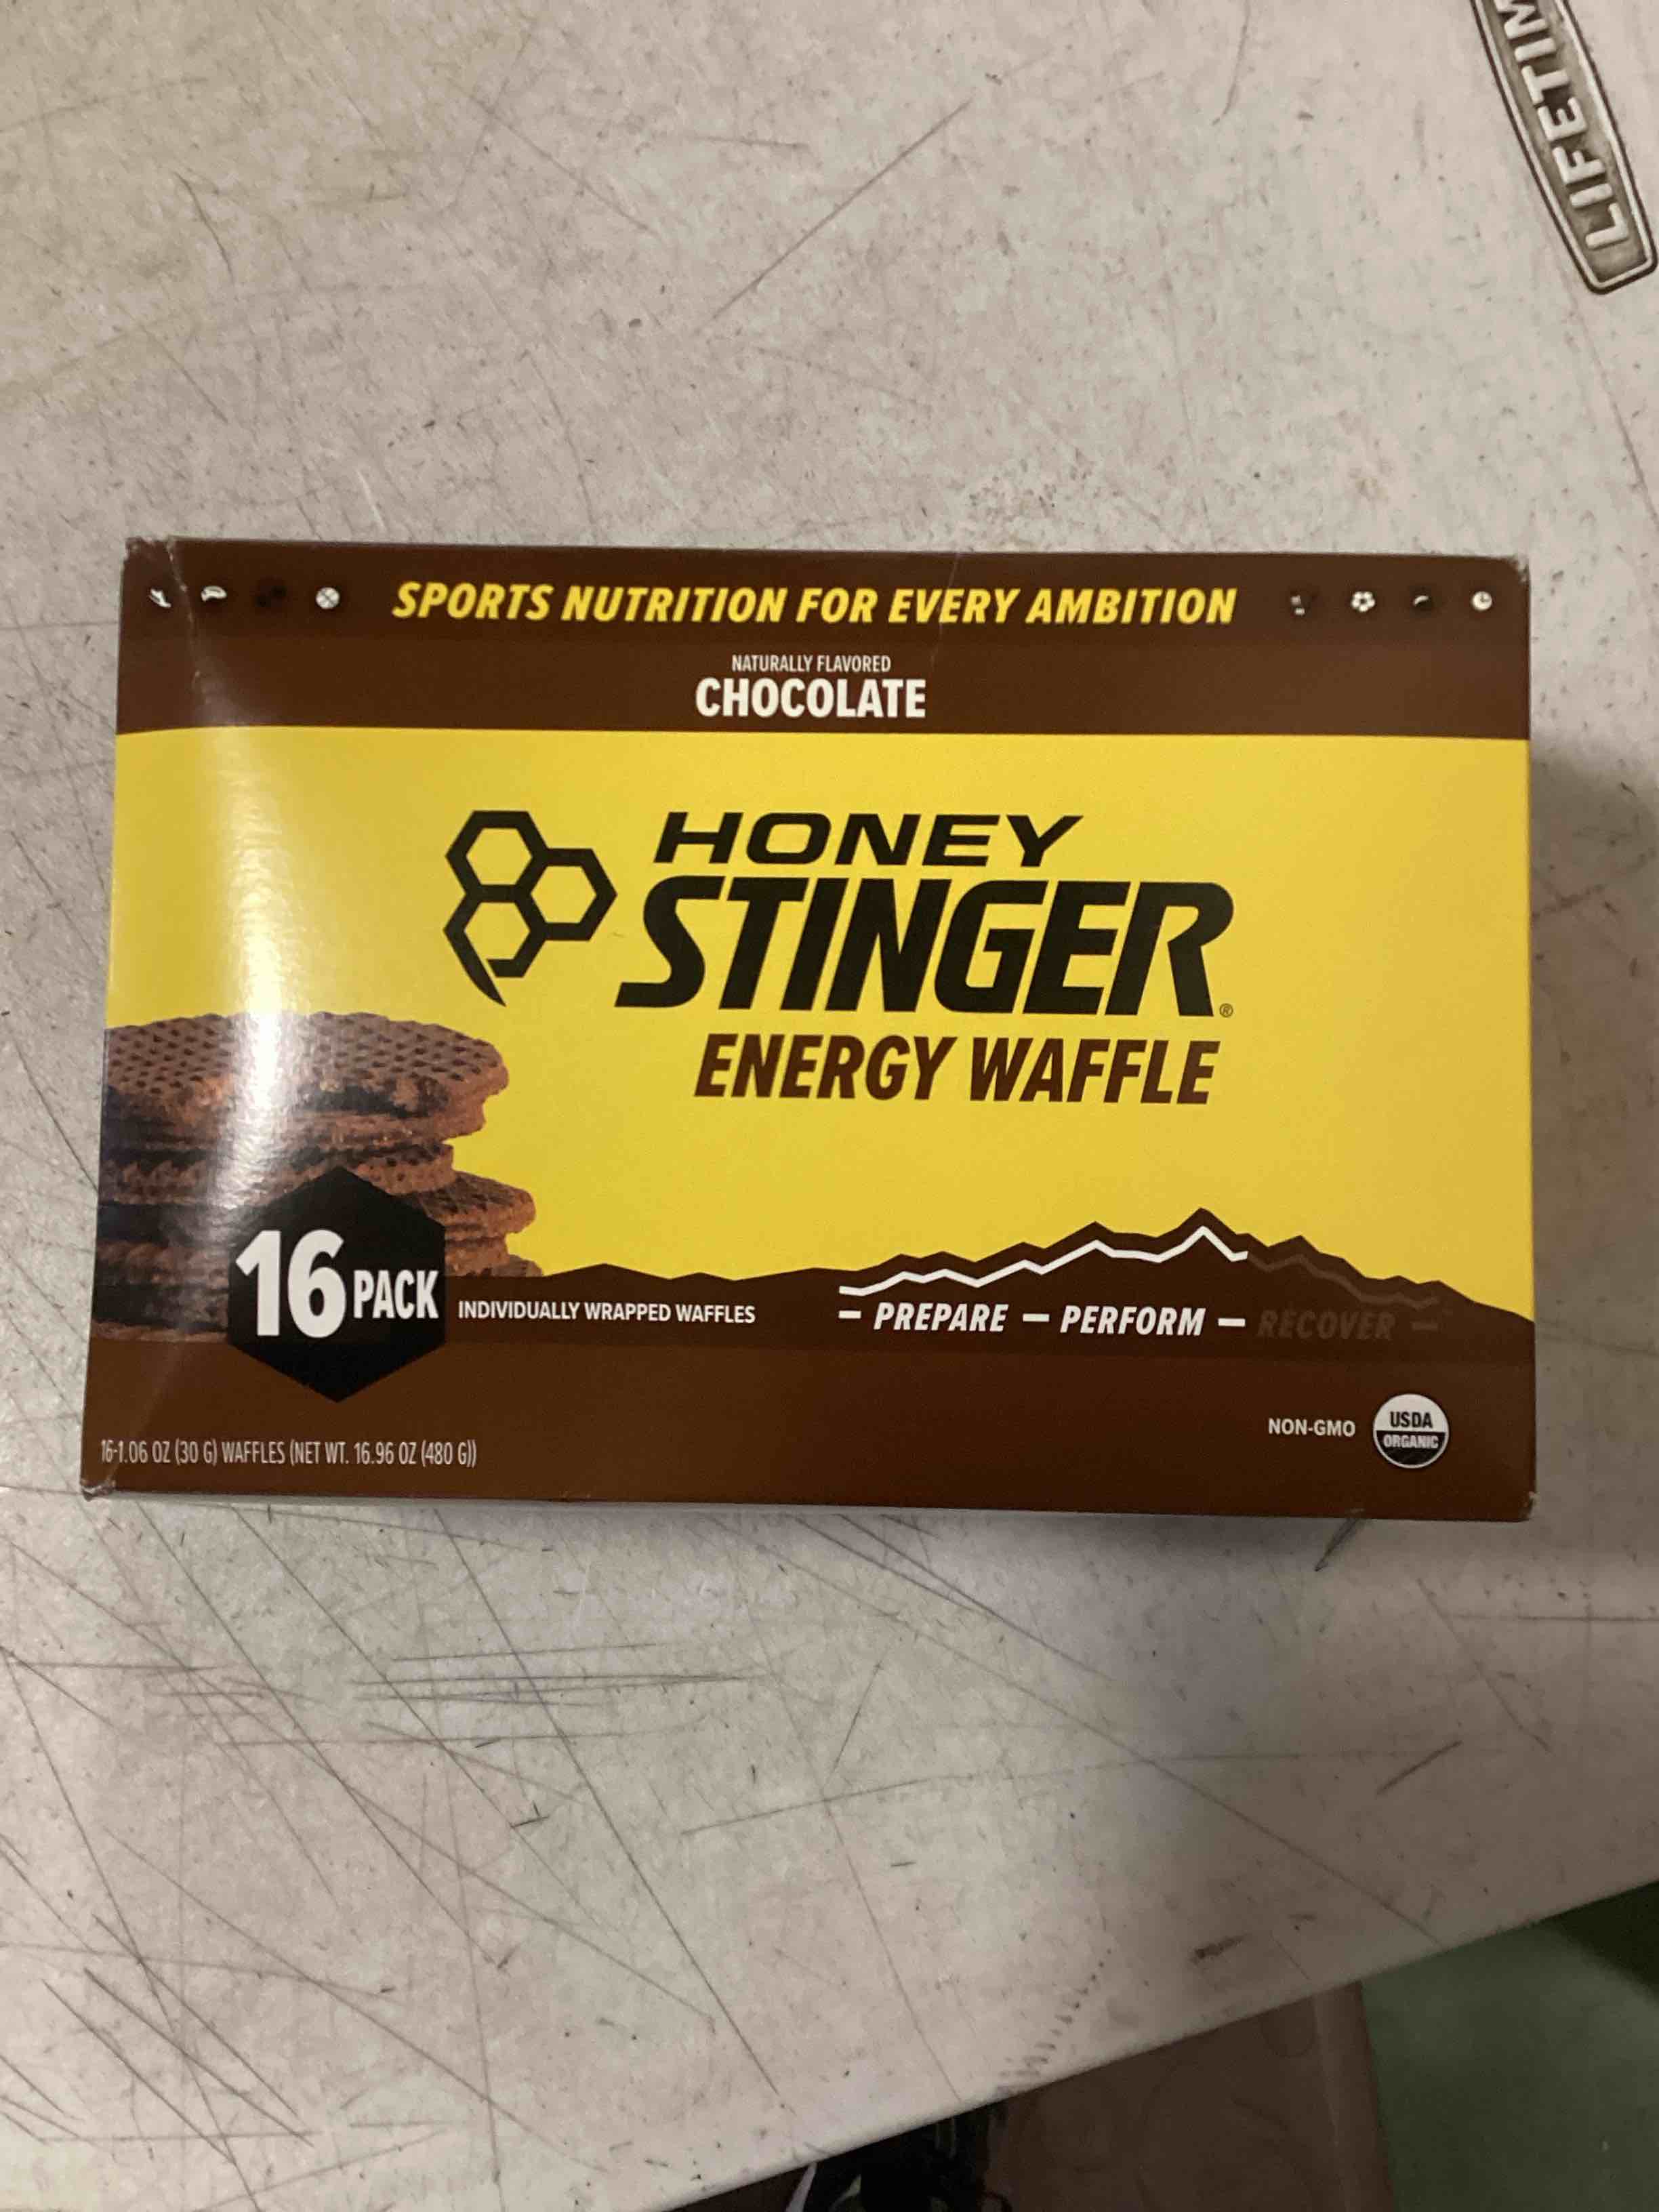 LIFETIM
SPORTS NUTRITION FOR EVERY AMBITION
NATURALLY FLAVORED
CHOCOLATE
HONEY
STINGER®
ENERGY WAFFLE
16 PACK INDIVIDUALLY WRAPPED WAFFLES
– PREPARE – PERFORM – RECOVER –
NON-GMO
USDA
ORGANIC
16-1.06 OZ (30 G) WAFFLES (NET WT. 16.96 OZ (480 G))